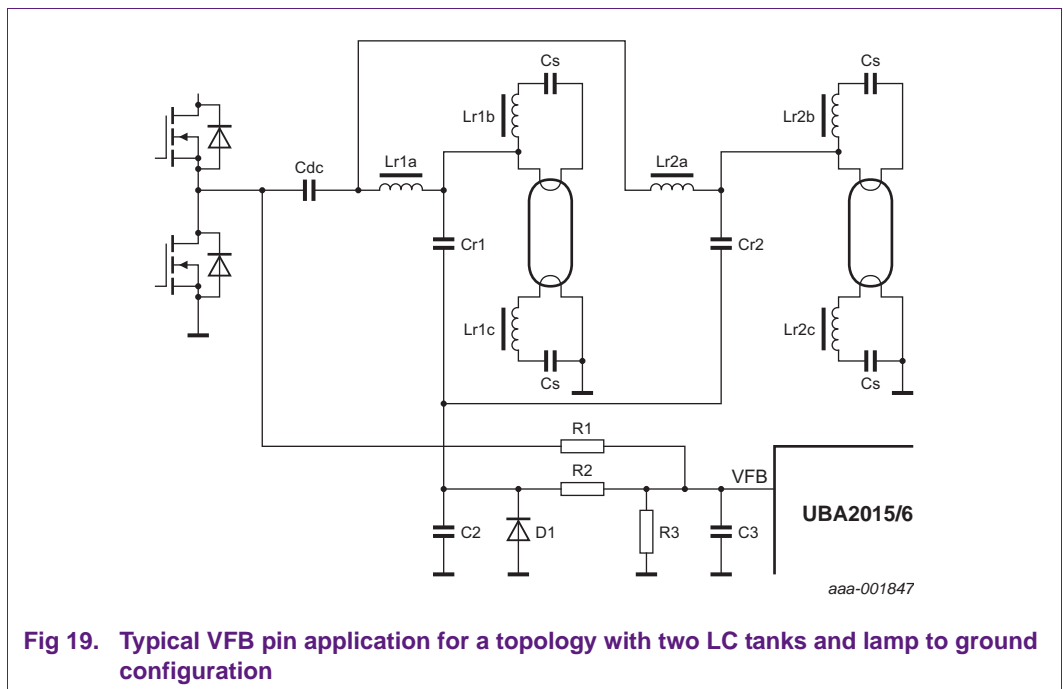 Cs
Cs
Lr1b
Lr2b
Cdc
Lr1a
Lr2a
Cr1
Cr2
Lr1c
Lr2c
Cs
Cs
R1
R2
VFB
UBA2015/6
C2
D1
R3
C3
aaa-001847
Fig 19. Typical VFB pin application for a topology with two LC tanks and lamp to ground
configuration